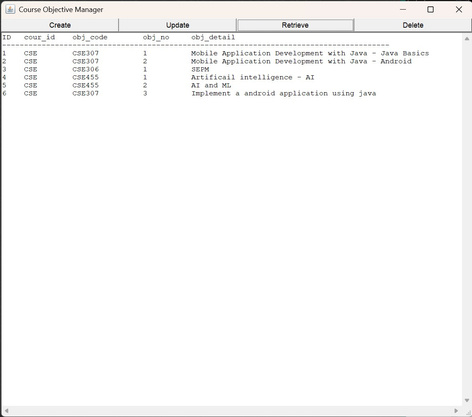 Course Objective Manager
Create Update Retrieve Delete
ID cour_id obj_code obj_no obj_detail
--------------------------------------------------------------------------------
1 CSE CSE307 1 Mobile Application Development with Java - Java Basics
2 CSE CSE307 2 Mobile Application Development with Java - Android
3 CSE CSE306 1 SEPM
4 CSE CSE455 1 Artificail intelligence - AI
5 CSE CSE455 2 AI and ML
6 CSE CSE307 3 Implement a android application using java